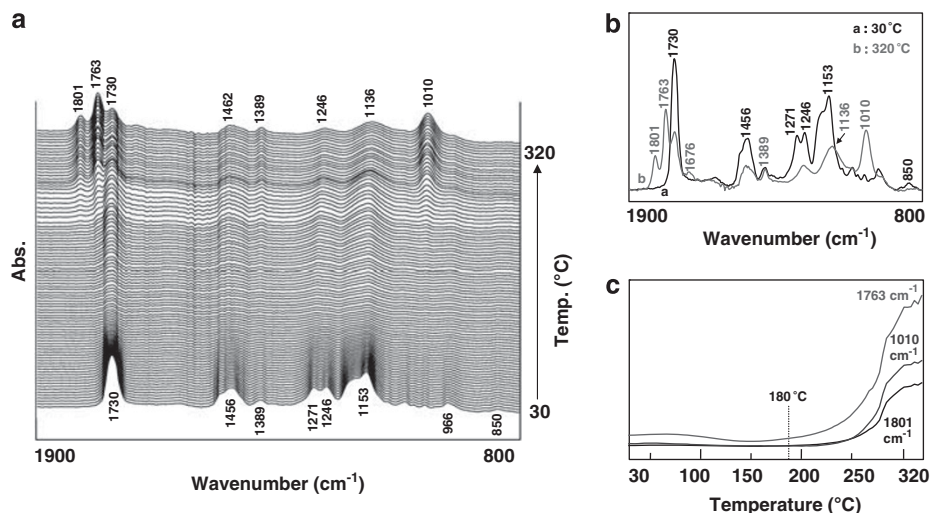 a
1801
1763
1730
1462
1389
1246
1136
1010
320
Abs.
Temp. (°C)
30
1730
1456
1389
1271
1246
1153
966
850
1900
800
Wavenumber (cm-1)
b
a : 30°C
b : 320°C
1730
1763
1801
1676
1456
1389
1271
1246
1153
1136
1010
850
b
a
1900
800
Wavenumber (cm-1)
c
1763 cm-1
1010
cm-1
180°C
1801
cm-1
30 100 150 200 250 320
Temperature (°C)